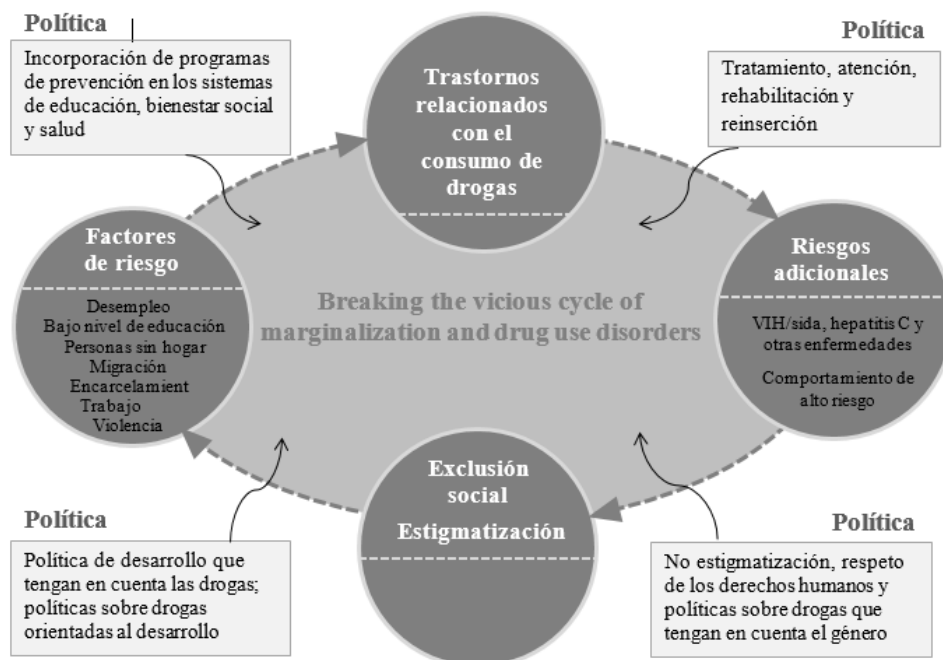 Política
Incorporación de programas
de prevención en los sistemas
de educación, bienestar social
y salud
Trastornos
relacionados
con el
consumo de
drogas
Política
Tratamiento, atención,
rehabilitación y
reinserción
Factores
de riesgo
Desempleo
Bajo nivel de educación
Personas sin hogar
Migración
Encarcelamient
Trabajo
Violencia
Breaking the vicious cycle of
marginalization and drug use disorders
Riesgos
adicionales
VIH/sida, hepatitis C y
otras enfermedades
Comportamiento de
alto riesgo
Exclusión
social
Estigmatización
Política
Política de desarrollo que
tengan en cuenta las drogas;
políticas sobre drogas
orientadas al desarrollo
Política
No estigmatización, respeto
de los derechos humanos y
políticas sobre drogas que
tengan en cuenta el género